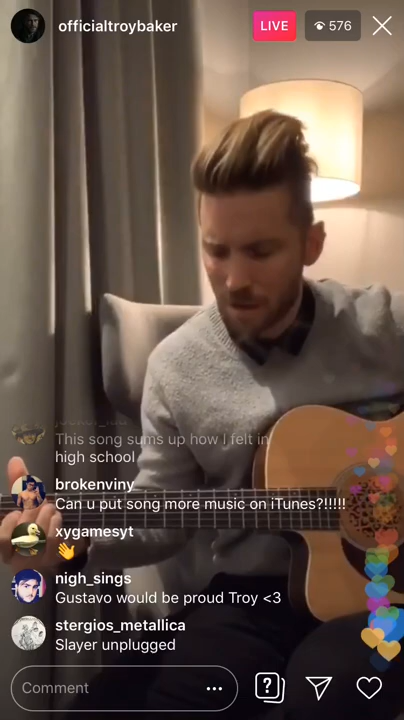 officialtroybaker
LIVE
576
This song sums up how I felt in
high school
brokenviny
Can u put song more music on iTunes?!!!!!
xygamesyt
👋
nigh_sings
Gustavo would be proud Troy <3
stergios_metallica
Slayer unplugged
Comment